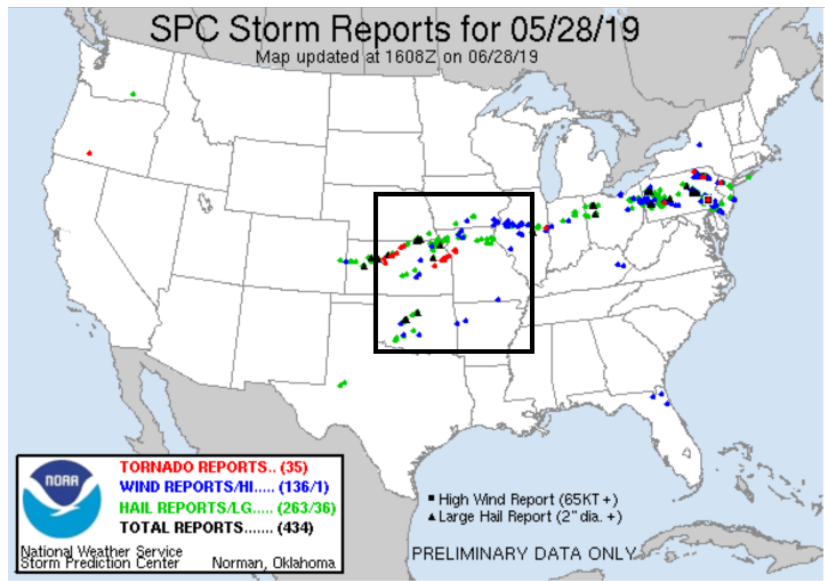 SPC Storm Reports for 05/28/19
Map updated at 1608Z on 06/28/19
NOAA
TORNADO REPORTS.. (35)
WIND REPORTS/HI..... (136/1)
HAIL REPORTS/LG..... (263/36)
TOTAL REPORTS....... (434)
National Weather Service
Storm Prediction Center Norman, Oklahoma
High Wind Report (65KT +)
Large Hail Report (2" dia. +)
PRELIMINARY DATA ONLY